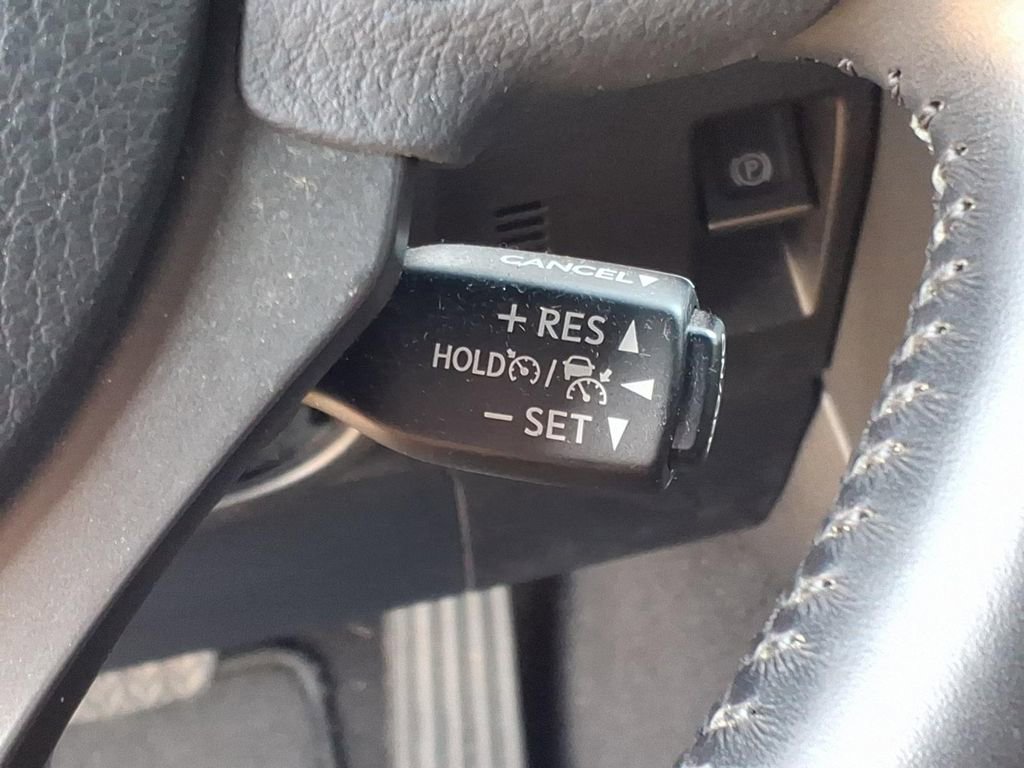 P
CANCEL ▼
+ RES ▲
HOLD / ◄
− SET ▼